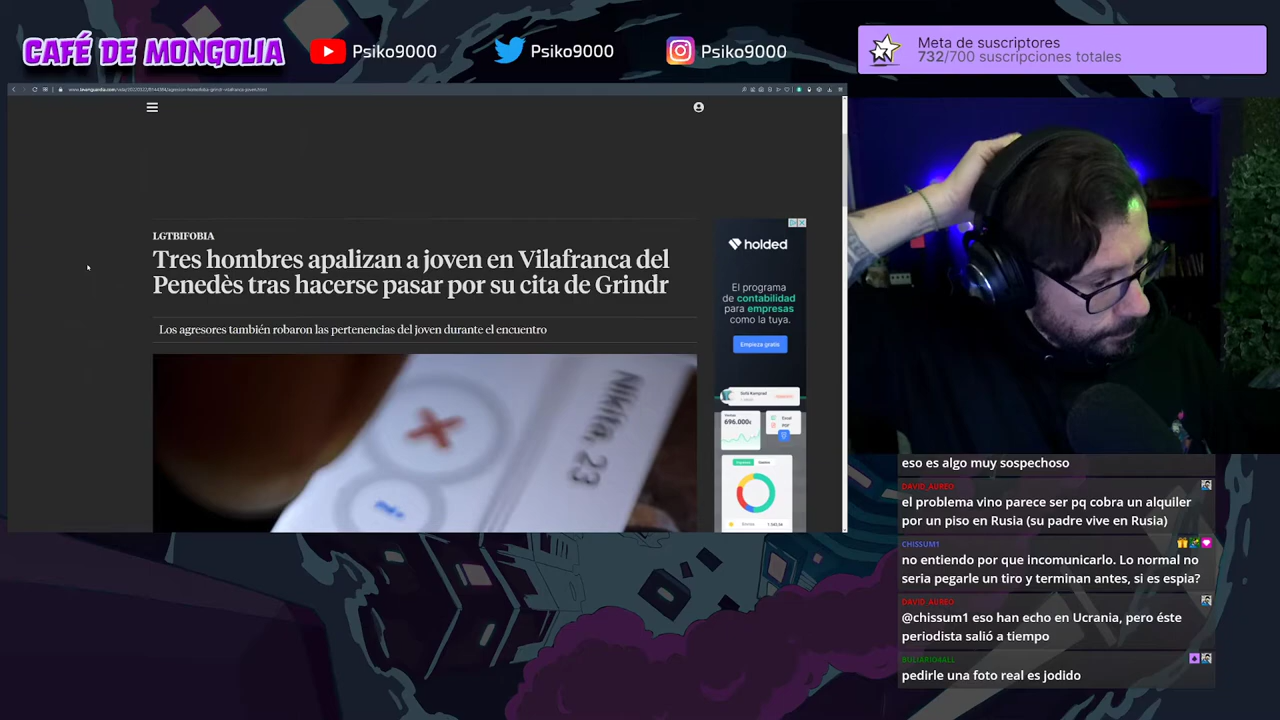 CAFÉ DE MONGOLIA
Psiko9000
Psiko9000
Psiko9000
Meta de suscriptores
732/700 suscripciones totales
LGTBIFOBIA
Tres hombres apalizan a joven en Vilafranca del
Penedès tras hacerse pasar por su cita de Grindr
Los agresores también robaron las pertenencias del joven durante el encuentro
Nikita, 23
holded
El programa
de contabilidad
para empresas
como la tuya.
Empieza gratis
696.000€
eso es algo muy sospechoso
DAVID_AUREO
el problema vino parece ser pq cobra un alquiler
por un piso en Rusia (su padre vive en Rusia)
CHISSUM1
no entiendo por que incomunicarlo. Lo normal no
seria pegarle un tiro y terminan antes, si es espia?
DAVID_AUREO
@chissum1 eso han echo en Ucrania, pero éste
periodista salió a tiempo
pedirle una foto real es jodido